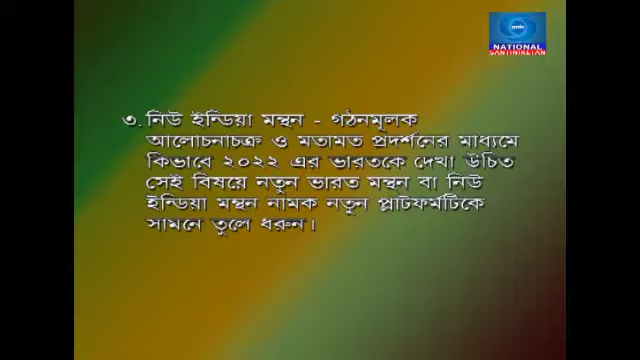 NATIONAL
SANTINIKETAN
৩. নিউ ইন্ডিয়া মন্থন - গঠনমূলক
আলোচনাচক্র ও মতামত প্রদর্শনের মাধ্যমে
কিভাবে ২০২২ এর ভারতকে দেখা উচিত
সেই বিষয়ে নতুন ভারত মন্থন বা নিউ
ইন্ডিয়া মন্থন নামক নতুন প্লাটফর্মটিকে
সামনে তুলে ধরুন।